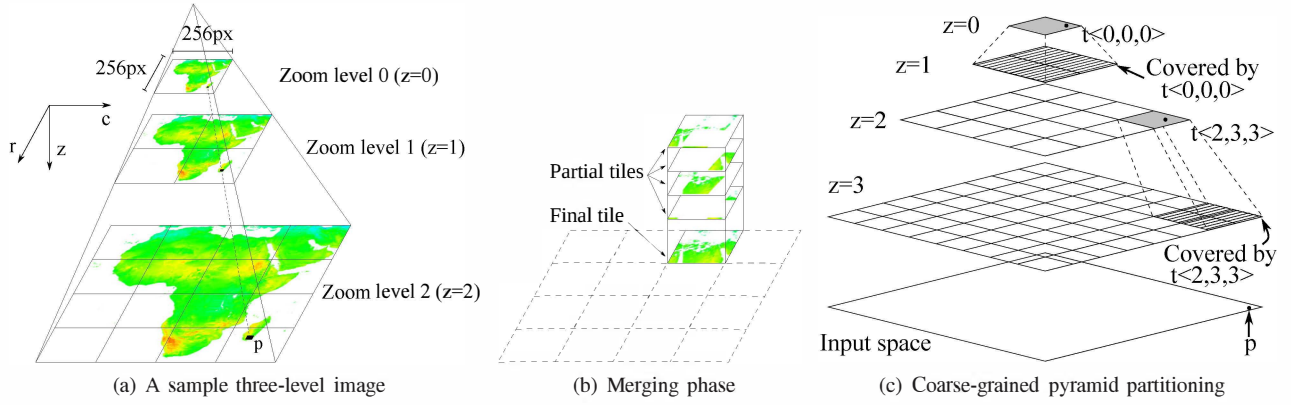 256px
256px
Zoom level 0 (z=0)
c
r
z
Zoom level 1 (z=1)
Zoom level 2 (z=2)
p
(a) A sample three-level image
Partial tiles
Final tile
(b) Merging phase
z=0
t<0,0,0>
z=1
Covered by
t<0,0,0>
z=2
t<2,3,3>
z=3
Covered by
t<2,3,3>
Input space
p
(c) Coarse-grained pyramid partitioning